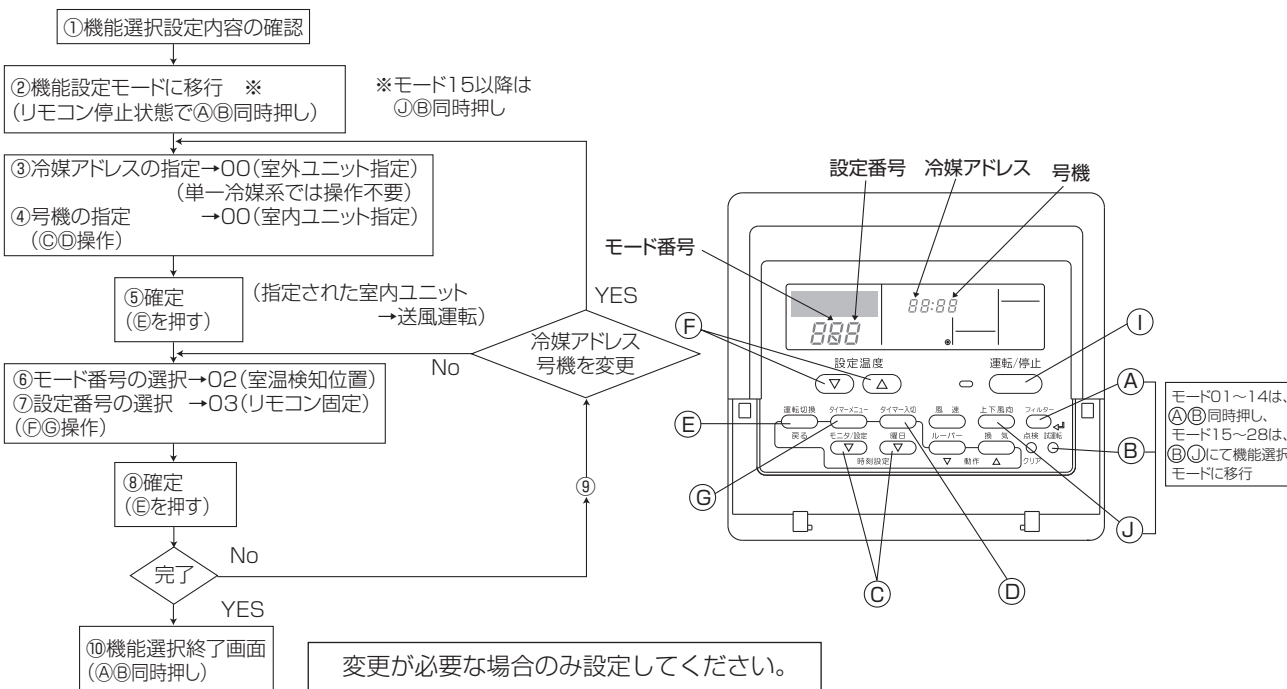 ①機能選択設定内容の確認
②機能設定モードに移行　※
(リモコン停止状態でⒶⒷ同時押し)
※モード15以降は
ⒿⒷ同時押し
③冷媒アドレスの指定→00(室外ユニット指定)
(単一冷媒系では操作不要)
④号機の指定　→00(室内ユニット指定)
(ⒸⒹ操作)
⑤確定
(Ⓔを押す)
(指定された室内ユニット
→送風運転)
YES
冷媒アドレス
号機を変更
No
⑥モード番号の選択→02(室温検知位置)
⑦設定番号の選択　→03(リモコン固定)
(ⒻⒼ操作)
⑧確定
(Ⓔを押す)
⑨
完了
No
YES
⑩機能選択終了画面
(ⒶⒷ同時押し)
変更が必要な場合のみ設定してください。
設定番号　冷媒アドレス　号機
モード番号
88:88
888
Ⓕ
Ⓘ
設定温度　運転/停止
▽　△
Ⓐ
運転切換　タイマーメニュー　タイマー入切　風 速　上下風向　フィルター
Ⓔ
戻る　モニタ/設定　曜日　ルーバー　換 気　点検　試運転
▽　▽
Ⓑ
時刻設定　▽ 動作 △　クリア
Ⓖ
Ⓙ
Ⓒ
Ⓓ
モード01～14は、
ⒶⒷ同時押し、
モード15～28は、
ⒷⒿにて機能選択
モードに移行